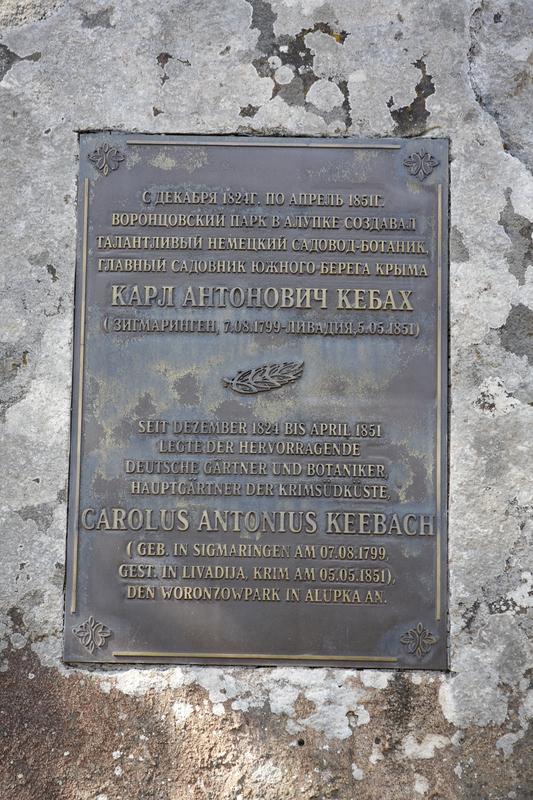 С ДЕКАБРЯ 1824Г. ПО АПРЕЛЬ 1851Г.
ВОРОНЦОВСКИЙ ПАРК В АЛУПКЕ СОЗДАВАЛ
ТАЛАНТЛИВЫЙ НЕМЕЦКИЙ САДОВОД-БОТАНИК,
ГЛАВНЫЙ САДОВНИК ЮЖНОГО БЕРЕГА КРЫМА
КАРЛ АНТОНОВИЧ КЕБАХ
( ЗИГМАРИНГЕН, 7.08.1799-ЛИВАДИЯ,5.05.1851)
SEIT DEZEMBER 1824 BIS APRIL 1851
LEGTE DER HERVORRAGENDE
DEUTSCHE GÄRTNER UND BOTANIKER,
HAUPTGÄRTNER DER KRIMSÜDKÜSTE,
CAROLUS ANTONIUS KEEBACH
( GEB. IN SIGMARINGEN AM 07.08.1799,
GEST. IN LIVADIJA, KRIM AM 05.05.1851),
DEN WORONZOWPARK IN ALUPKA AN.